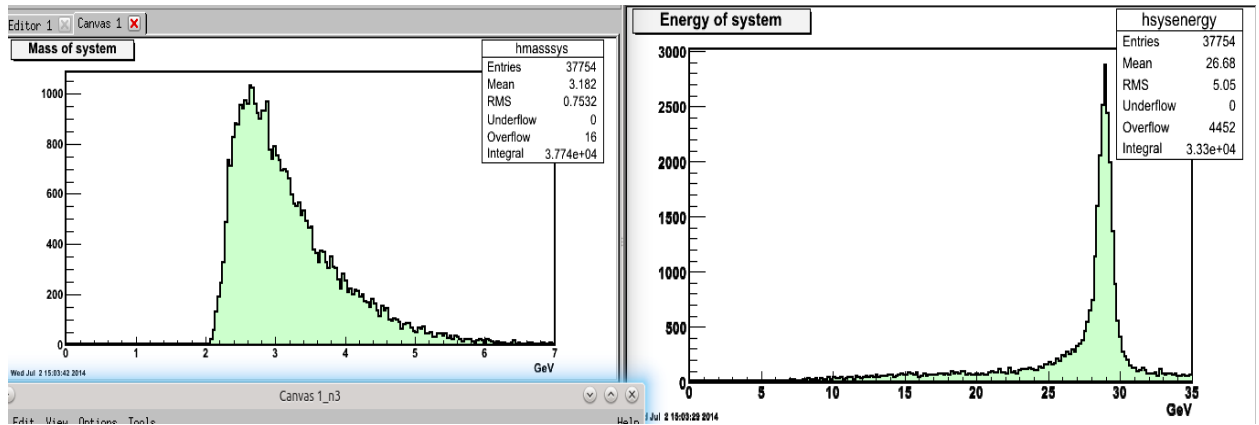 Editor 1
Canvas 1
Mass of system
hmasssys
Entries 37754
Mean 3.182
RMS 0.7532
Underflow 0
Overflow 16
Integral 3.774e+04
1000
800
600
400
200
0
0 1 2 3 4 5 6 7
GeV
Wed Jul 2 15:03:42 2014
Canvas 1_n3
Edit View Options Tools Help
Energy of system
hsysenergy
Entries 37754
Mean 26.68
RMS 5.05
Underflow 0
Overflow 4452
Integral 3.33e+04
3000
2500
2000
1500
1000
500
0
0 5 10 15 20 25 30 35
GeV
Jul 2 15:03:29 2014